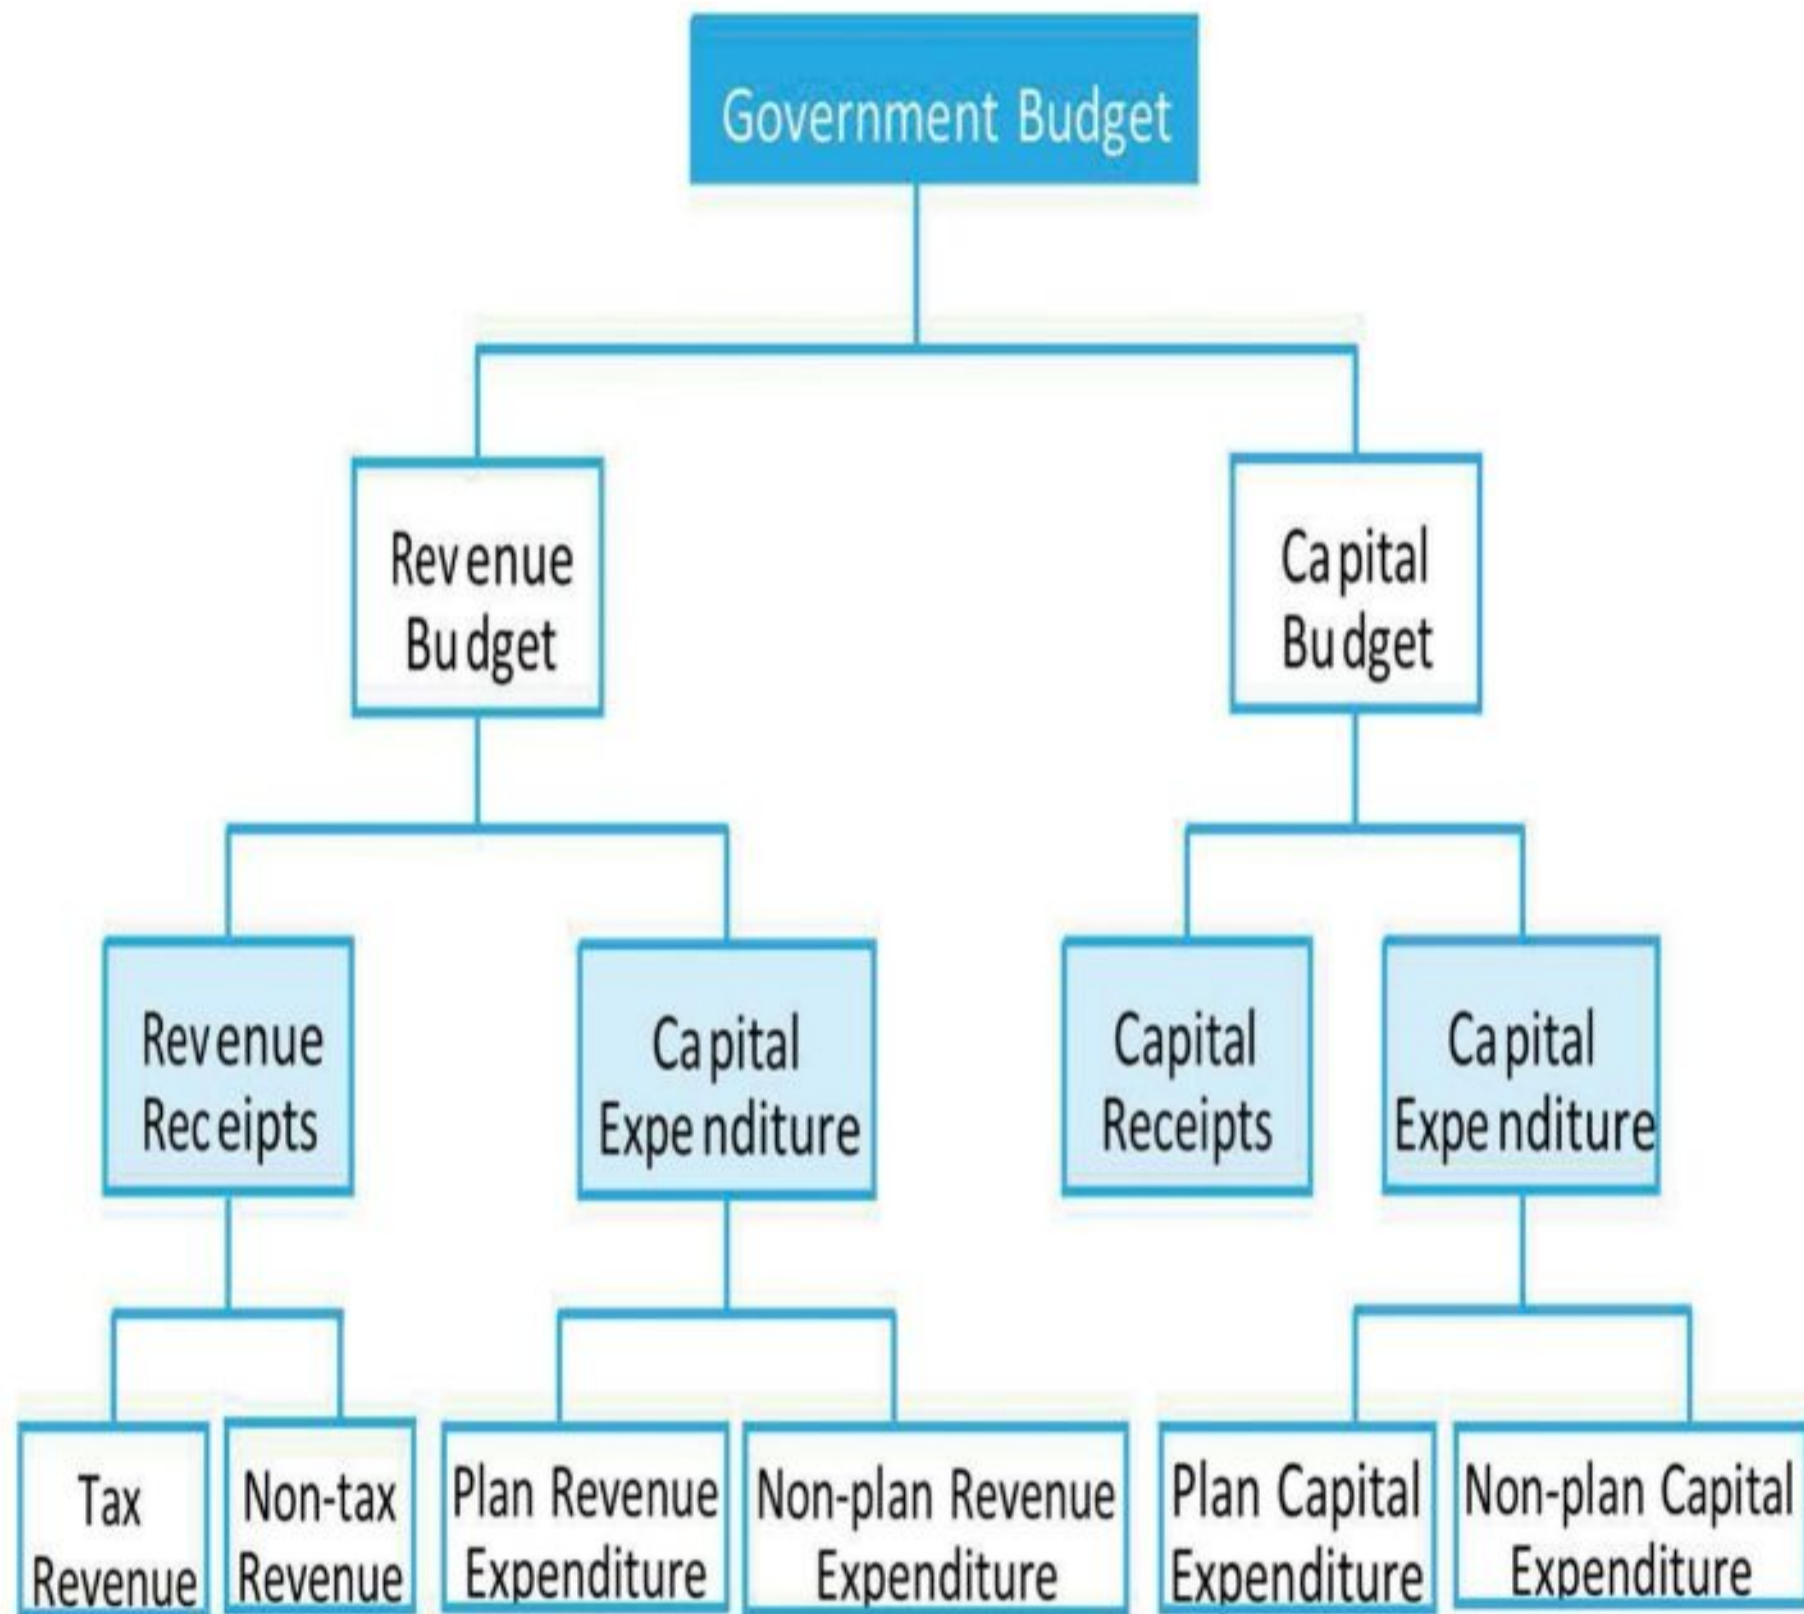 Government Budget
Revenue
Budget
Capital
Budget
Revenue
Receipts
Capital
Expenditure
Capital
Receipts
Capital
Expenditure
Tax
Revenue
Non-tax
Revenue
Plan Revenue
Expenditure
Non-plan Revenue
Expenditure
Plan Capital
Expenditure
Non-plan Capital
Expenditure